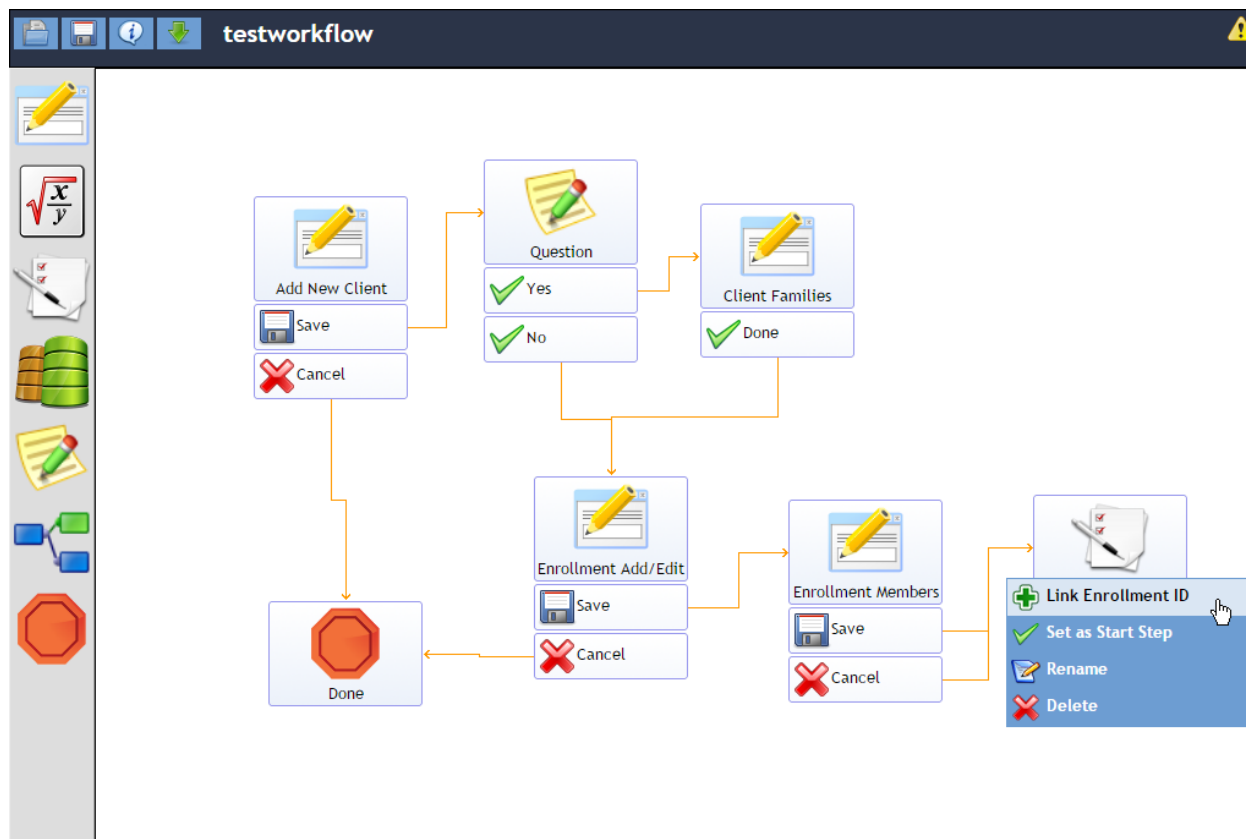 testworkflow
Add New Client
Save
Cancel
Question
Yes
No
Client Families
Done
Enrollment Add/Edit
Save
Cancel
Done
Enrollment Members
Save
Cancel
Link Enrollment ID
Set as Start Step
Rename
Delete
x
y